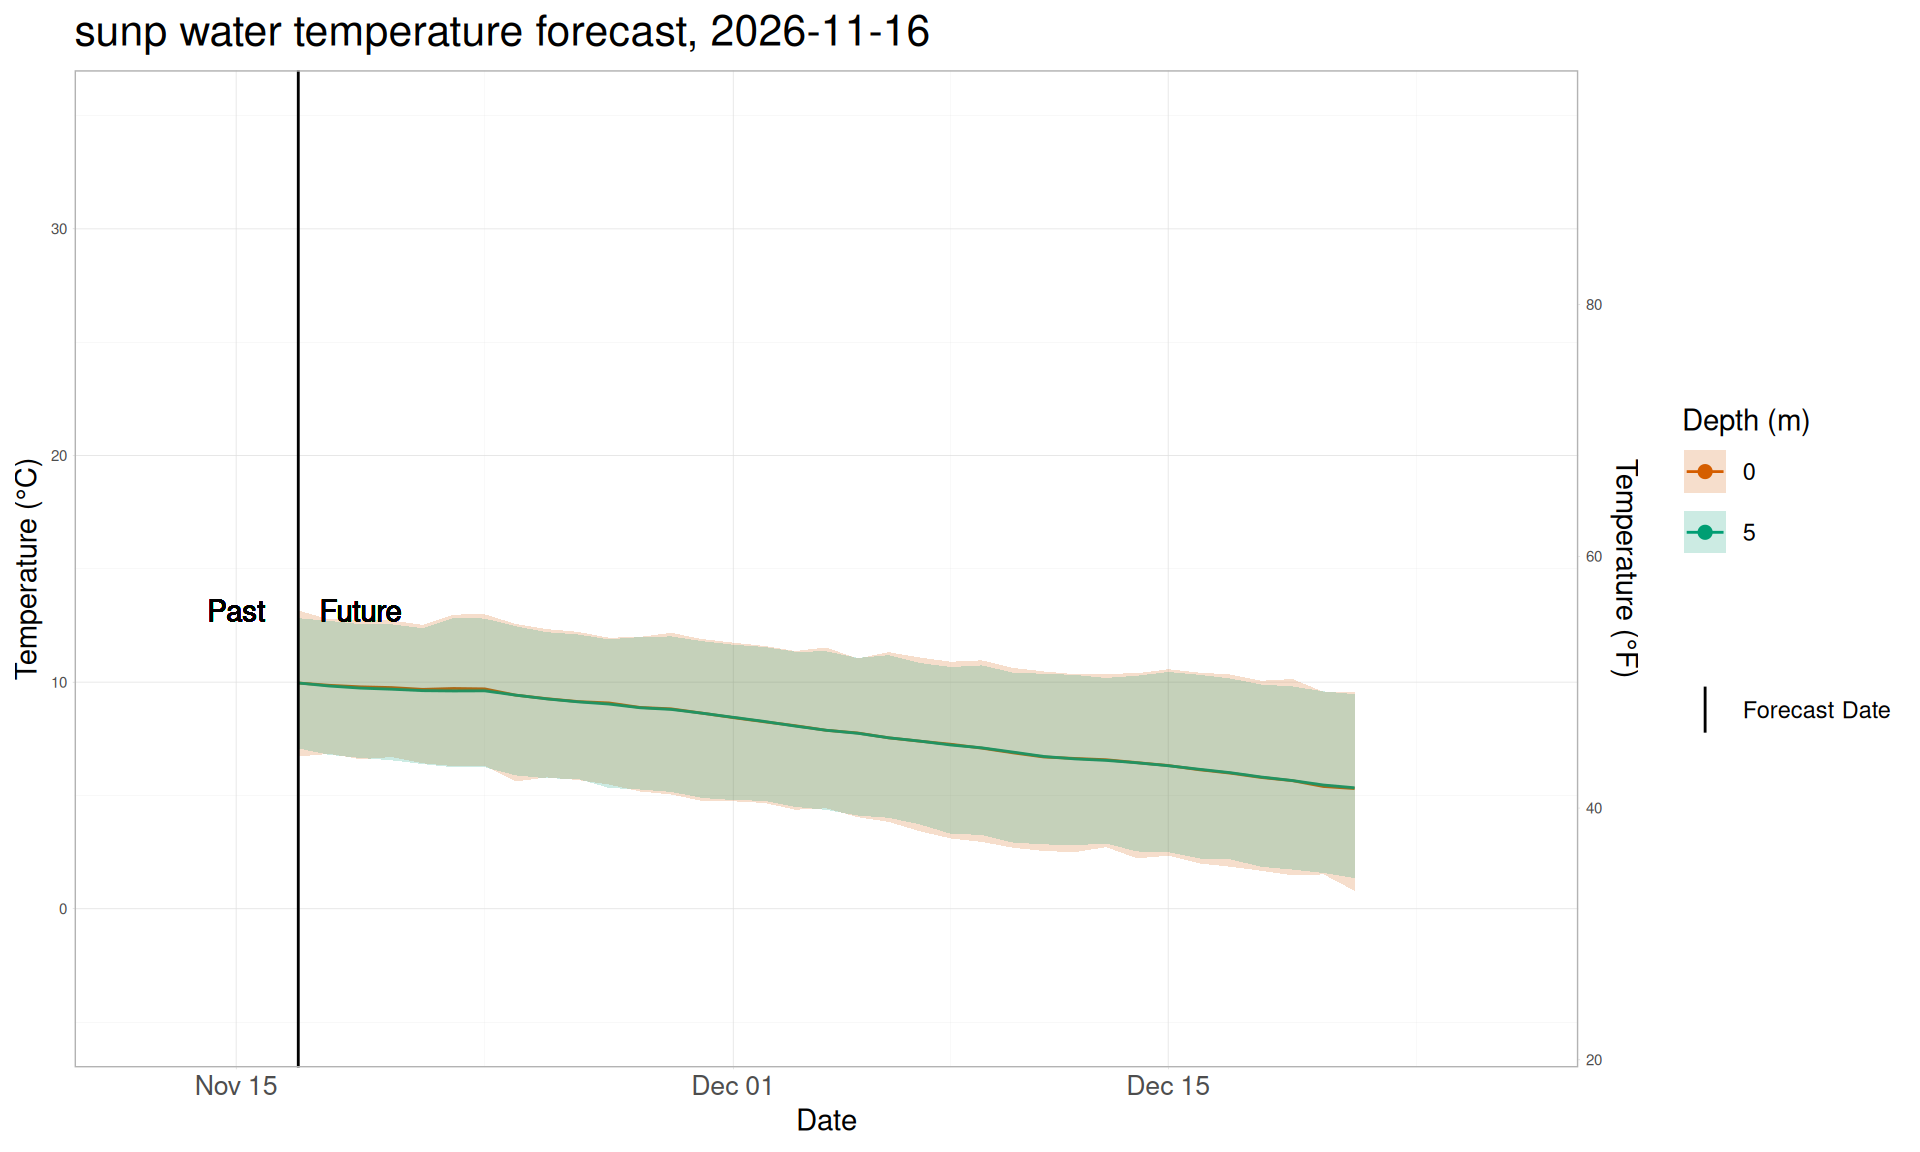 sunp water temperature forecast, 2026-11-16
Temperature (°C)
30
20
10
0
Past
Future
80
60
40
20
Temperature (°F)
Nov 15
Dec 01
Dec 15
Date
Depth (m)
0
5
Forecast Date